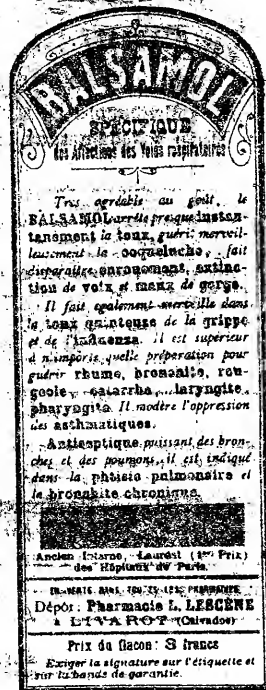 BALSAMOL
SPÉCIFIQUE
des Affections des Voies respiratoires
Très agréable au goût, le
BALSAMOL arrête presque instan-
tanément la toux, guérit merveil-
leusement la coqueluche, fait
disparaître enrouement, extinc-
tion de voix et maux de gorge.
Il fait également merveille dans
la toux quinteuse de la grippe
et de l'influenza. Il est supérieur
à n'importe quelle préparation pour
guérir rhume, bronchite, rou-
geole, catarrhe, laryngite,
pharyngite. Il modère l'oppression
des asthmatiques.
Antiseptique puissant des bron-
ches et des poumons, il est indiqué
dans la phtisie pulmonaire et
la bronchite chronique.
Ancien Interne, Lauréat (1er Prix)
des Hôpitaux de Paris.
EN VENTE DANS TOUTES LES PHARMACIES
Dépôt: Pharmacie L. LESCÈNE
à LIVAROT (Calvados)
Prix du flacon: 3 francs
Exiger la signature sur l'étiquette et
sur la bande de garantie.